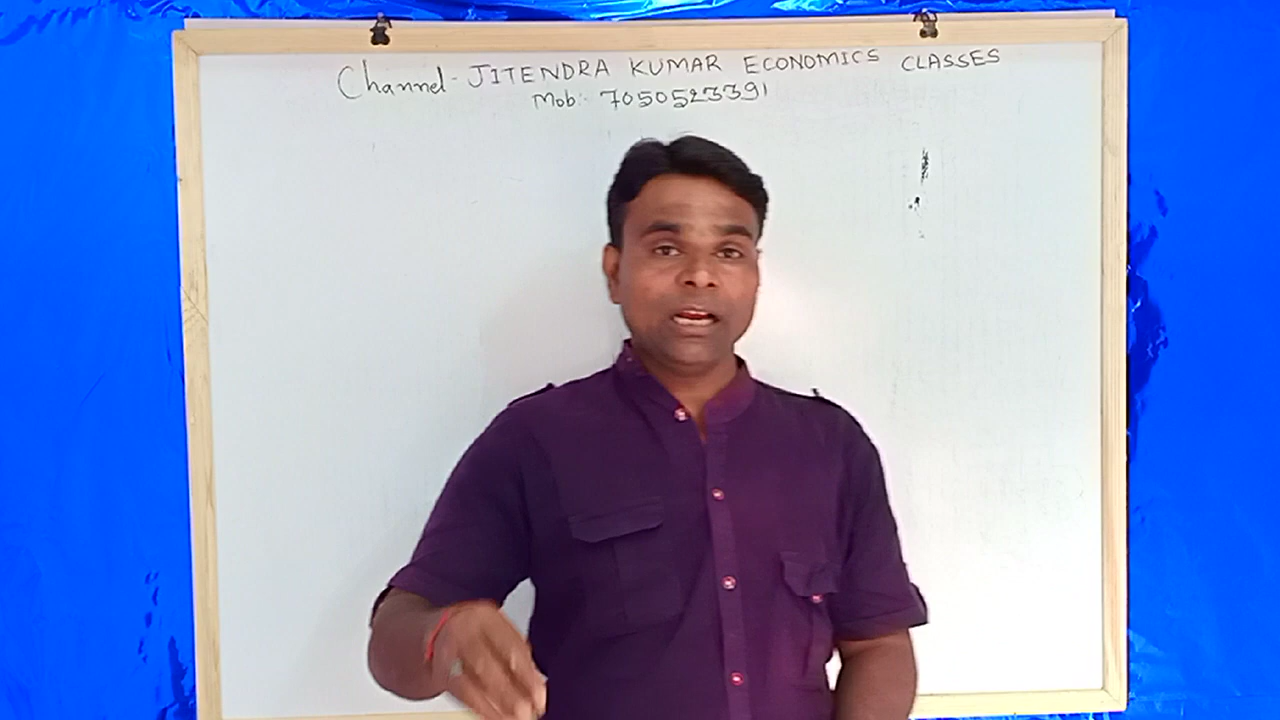 Channel- JITENDRA KUMAR ECONOMICS CLASSES
Mob:- 7050523391